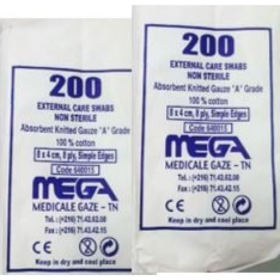 200
EXTERNAL CARE SWABS
NON STERILE
Absorbent Knitted Gauze "A" Grade
100 % cotton
8 x 4 cm, 8 ply, Simple Edges
Code :640015
MEGA
MEDICALE GAZE - TN
Tel : (+216) 71.43.62.08
Fax : (+216) 71.43.42.15
Keep in dry and cool place
CE
200
EXTERNAL CARE SWABS
NON STERILE
Absorbent Knitted Gauze "A" Grade
100 % cotton
8 x 4 cm, 8 ply, Simple Edges
Code :640015
MEGA
MEDICALE GAZE - TN
Tel : (+216) 71.43.62.08
Fax : (+216) 71.43.42.15
Keep in dry and cool place
CE